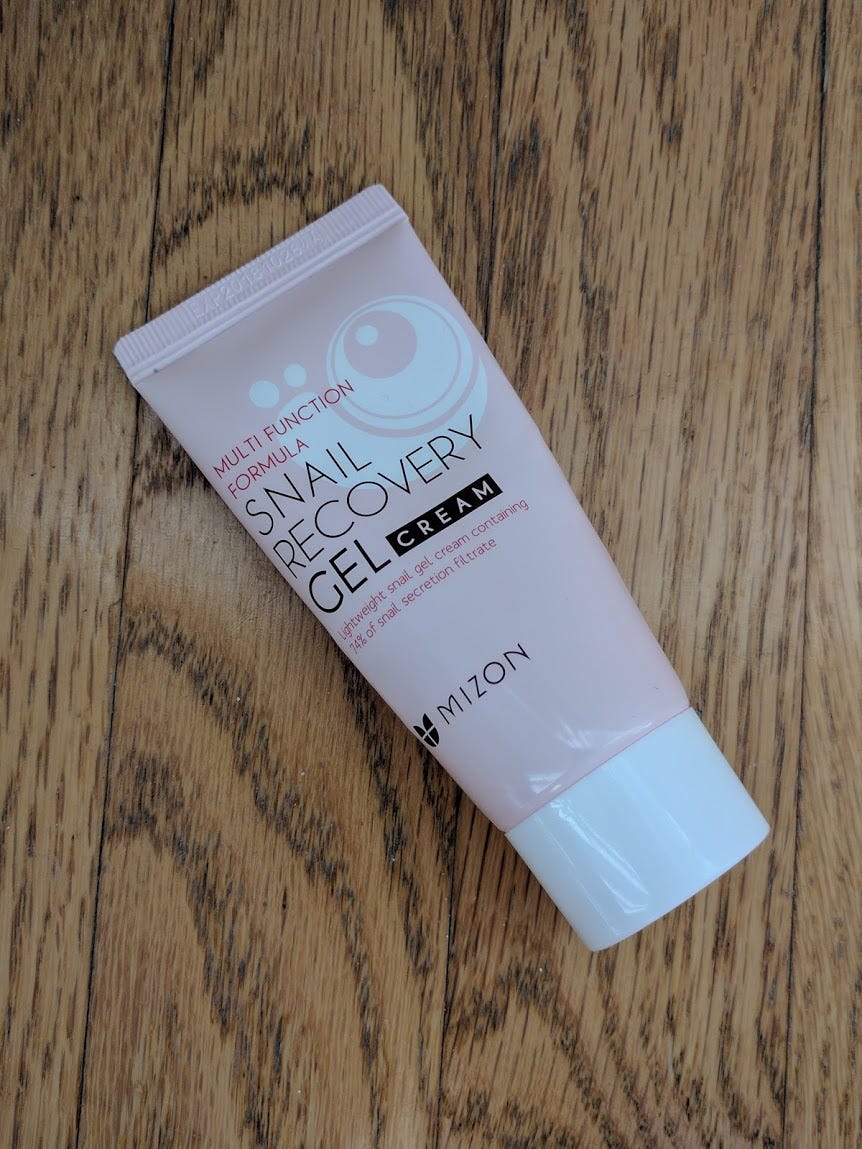 MULTI FUNCTION
FORMULA
SNAIL
RECOVERY
GEL CREAM
Lightweight snail gel cream containing
74% of snail secretion filtrate
MIZON